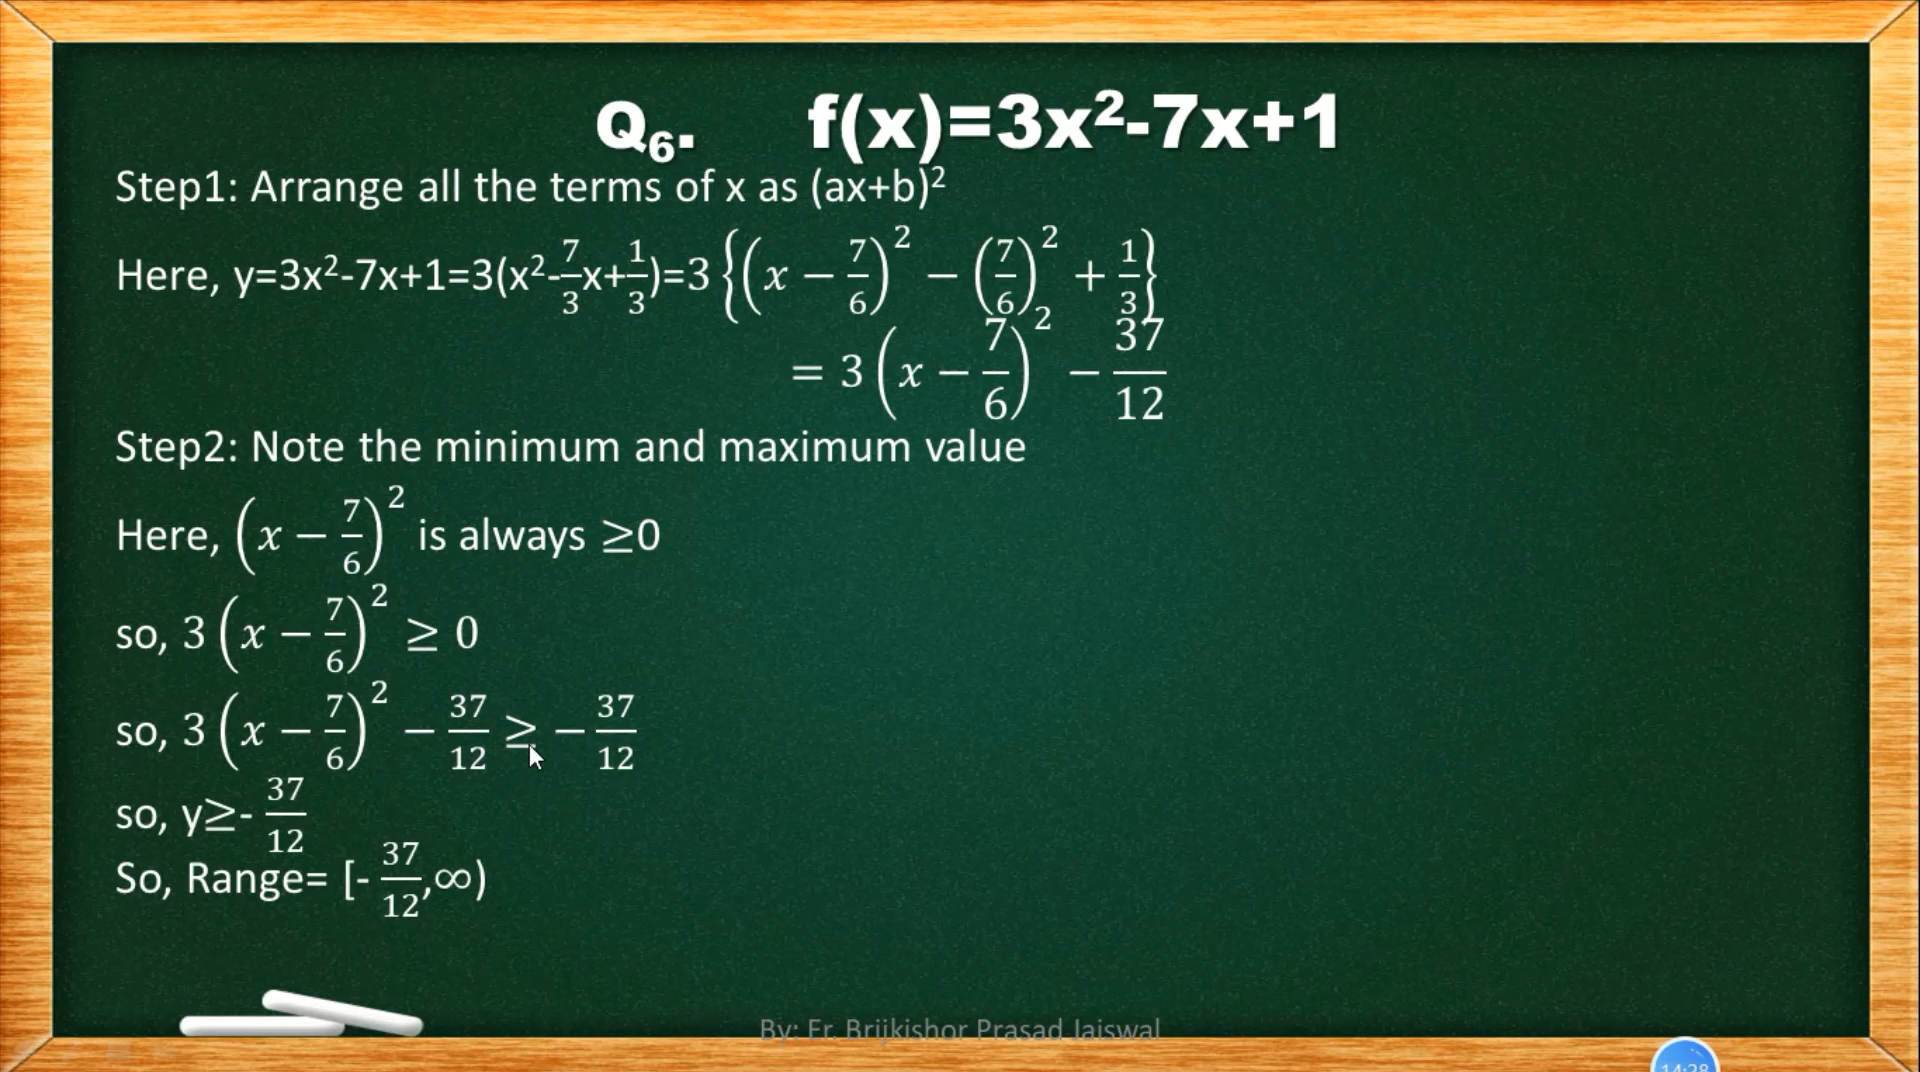 Q₆. f(x)=3x²-7x+1
Step1: Arrange all the terms of x as (ax+b)²
Here, y=3x²-7x+1=3(x²-7/3x+1/3)=3{(x − 7/6)² − (7/6)² + 1/3}
= 3(x − 7/6)² − 37/12
Step2: Note the minimum and maximum value
Here, (x − 7/6)² is always ≥0
so, 3(x − 7/6)² ≥ 0
so, 3(x − 7/6)² − 37/12 ≥ − 37/12
so, y≥- 37/12
So, Range= [- 37/12,∞)
By: Er. Brijkishor Prasad Jaiswal
14:28